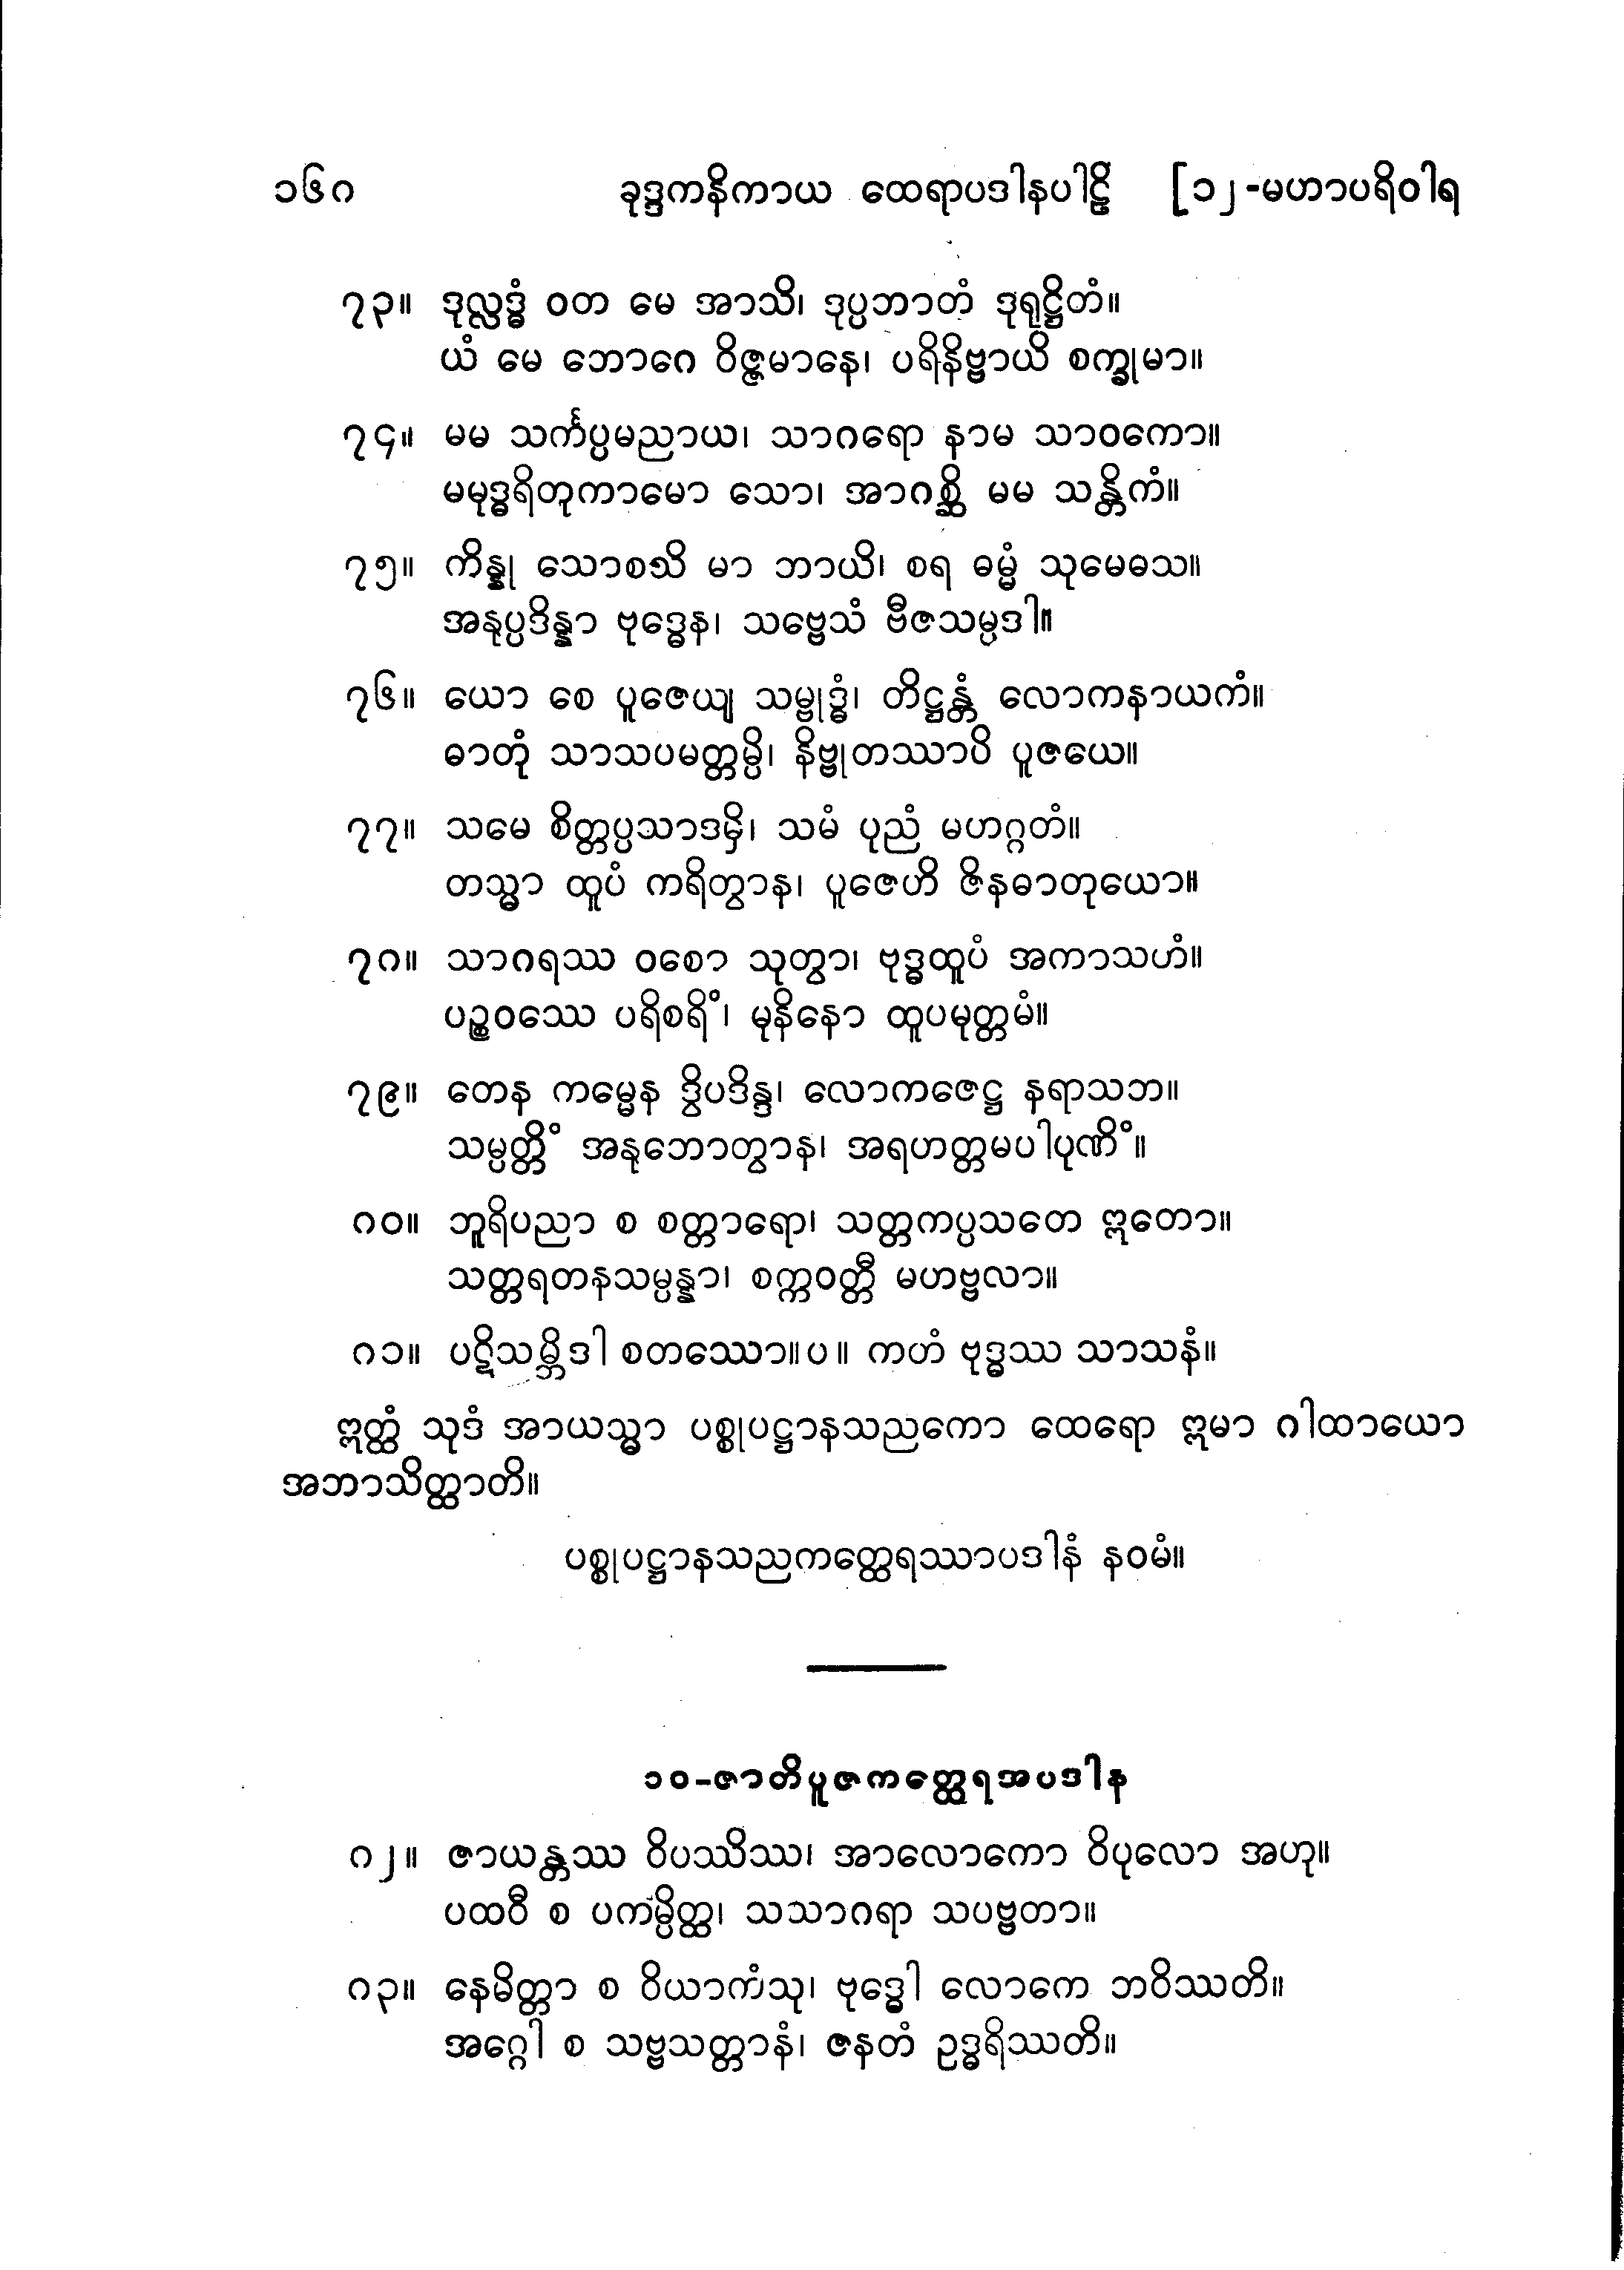 ၁၆၈ ခုဒ္ဒကနိကာယ ထေရာပဒါနပါဠိ [၁၂-မဟာပရိဝါရ
၇၃။ ဒုလ္လဒ္ဓံ ဝတ မေ အာသိ၊ ဒုပ္ပဘာတံ ဒုရုဋ္ဌိတံ။
ယံ မေ ဘောဂေ ဝိဇ္ဇမာနေ၊ ပရိနိဗ္ဗာယိ စက္ခုမာ။
၇၄။ မမ သင်္ကပ္ပမညာယ၊ သာဂရော နာမ သာဝကော။
မမုဒ္ဓရိတုကာမော သော၊ အာဂစ္ဆိ မမ သန္တိကံ။
၇၅။ ကိန္နု သောစသိ မာ ဘာယိ၊ စရ ဓမ္မံ သုမေဓသ။
အနုပ္ပဒိန္နာ ဗုဒ္ဓေန၊ သဗ္ဗေသံ ဗီဇသမ္ပဒါ။
၇၆။ ယော စေ ပူဇေယျ သမ္ဗုဒ္ဓံ၊ တိဋ္ဌန္တံ လောကနာယကံ။
ဓာတုံ သာသပမတ္တမ္ပိ၊ နိဗ္ဗုတဿာပိ ပူဇယေ။
၇၇။ သမေ စိတ္တပ္ပသာဒမှိ၊ သမံ ပုညံ မဟဂ္ဂတံ။
တသ္မာ ထူပံ ကရိတွာန၊ ပူဇေဟိ ဇိနဓာတုယော။
၇၈။ သာဂရဿ ဝစော သုတွာ၊ ဗုဒ္ဓထူပံ အကာသဟံ။
ပဉ္စဝဿေ ပရိစရိံ၊ မုနိနော ထူပမုတ္တမံ။
၇၉။ တေန ကမ္မေန ဒွိပဒိန္ဒ၊ လောကဇေဋ္ဌ နရာသဘ။
သမ္ပတ္တိံ အနုဘောတွာန၊ အရဟတ္တမပါပုဏိံ။
၈၀။ ဘူရိပညာ စ စတ္တာရော၊ သတ္တကပ္ပသတေ ဣတော။
သတ္တရတနသမ္ပန္နာ၊ စက္ကဝတ္တီ မဟဗ္ဗလာ။
၈၁။ ပဋိသမ္ဘိဒါ စတဿော။ပ။ ကဟံ ဗုဒ္ဓဿ သာသနံ။
ဣတ္ထံ သုဒံ အာယသ္မာ ပစ္စုပဋ္ဌာနသညကော ထေရော ဣမာ ဂါထာယော
အဘာသိတ္ထာတိ။
ပစ္စုပဋ္ဌာနသညကတ္ထေရဿာပဒါနံ နဝမံ။
၁၀-ဇာတိပူဇကတ္ထေရအပဒါန
၈၂။ ဇာယန္တဿ ဝိပဿိဿ၊ အာလောကော ဝိပုလော အဟု။
ပထဝီ စ ပကမ္ပိတ္ထ၊ သသာဂရာ သပဗ္ဗတာ။
၈၃။ နေမိတ္တာ စ ဝိယာကံသု၊ ဗုဒ္ဓေါ လောကေ ဘဝိဿတိ။
အဂ္ဂေါ စ သဗ္ဗသတ္တာနံ၊ ဇနတံ ဥဒ္ဓရိဿတိ။